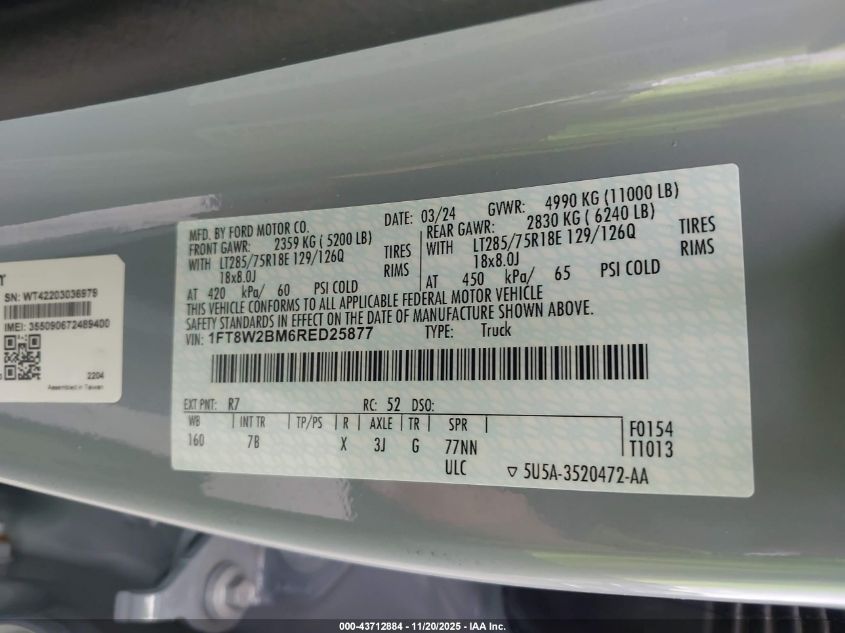 MFD. BY FORD MOTOR CO.
DATE: 03/24
GVWR: 4990 KG (11000 LB)
FRONT GAWR: 2359 KG ( 5200 LB)
REAR GAWR: 2830 KG ( 6240 LB)
WITH LT285/75R18E 129/126Q TIRES
WITH LT285/75R18E 129/126Q TIRES
18x8.0J RIMS
18x8.0J RIMS
AT 420 kPa/ 60 PSI COLD
AT 450 kPa/ 65 PSI COLD
THIS VEHICLE CONFORMS TO ALL APPLICABLE FEDERAL MOTOR VEHICLE
SAFETY STANDARDS IN EFFECT ON THE DATE OF MANUFACTURE SHOWN ABOVE.
VIN: 1FT8W2BM6RED25877 TYPE: Truck
EXT PNT: R7 RC: 52 DSO:
WB INT TR TP/PS R AXLE TR SPR
160 7B X 3J G 77NN
F0154
T1013
ULC
5U5A-3520472-AA
SN: WT42203036979
IMEI: 355090672489400
2204
Assembled in Taiwan
000-43712884 - 11/20/2025 - IAA Inc.